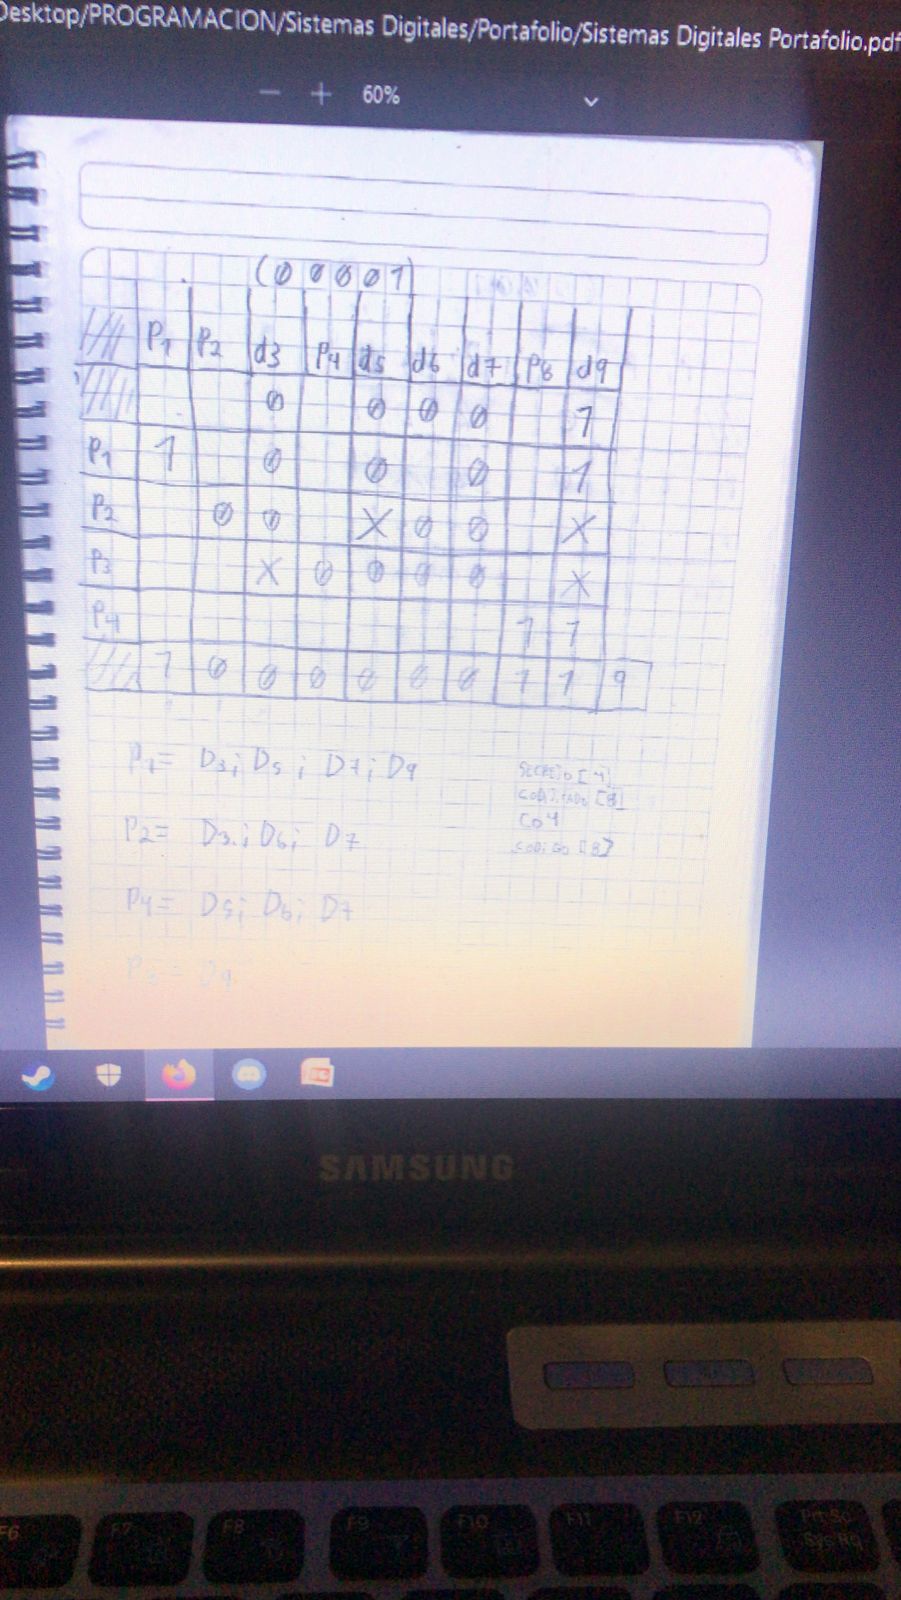 Desktop/PROGRAMACION/Sistemas Digitales/Portafolio/Sistemas Digitales Portafolio.pdf
— + 60%
(0 0 0 0 1)
P1 P2 d3 P4 d5 d6 d7 P8 d9
0 0 0 0 1
P1 1 0 0 0 1
P2 0 0 X 0 0 X
P3 X 0 0 0 0 X
P4 1 1
1 0 0 0 0 0 0 1 1 9
P1= D3; D5; D7; D9
SECRETO [4]
CODIFICADO [8]
CO4
CODIGO [8]
P2= D3; D6; D7
P4= D5; D6; D7
P8= D9
SAMSUNG
F6 F7 F8 F9 F10 F11 F12 Prt Sc
Sys Rq